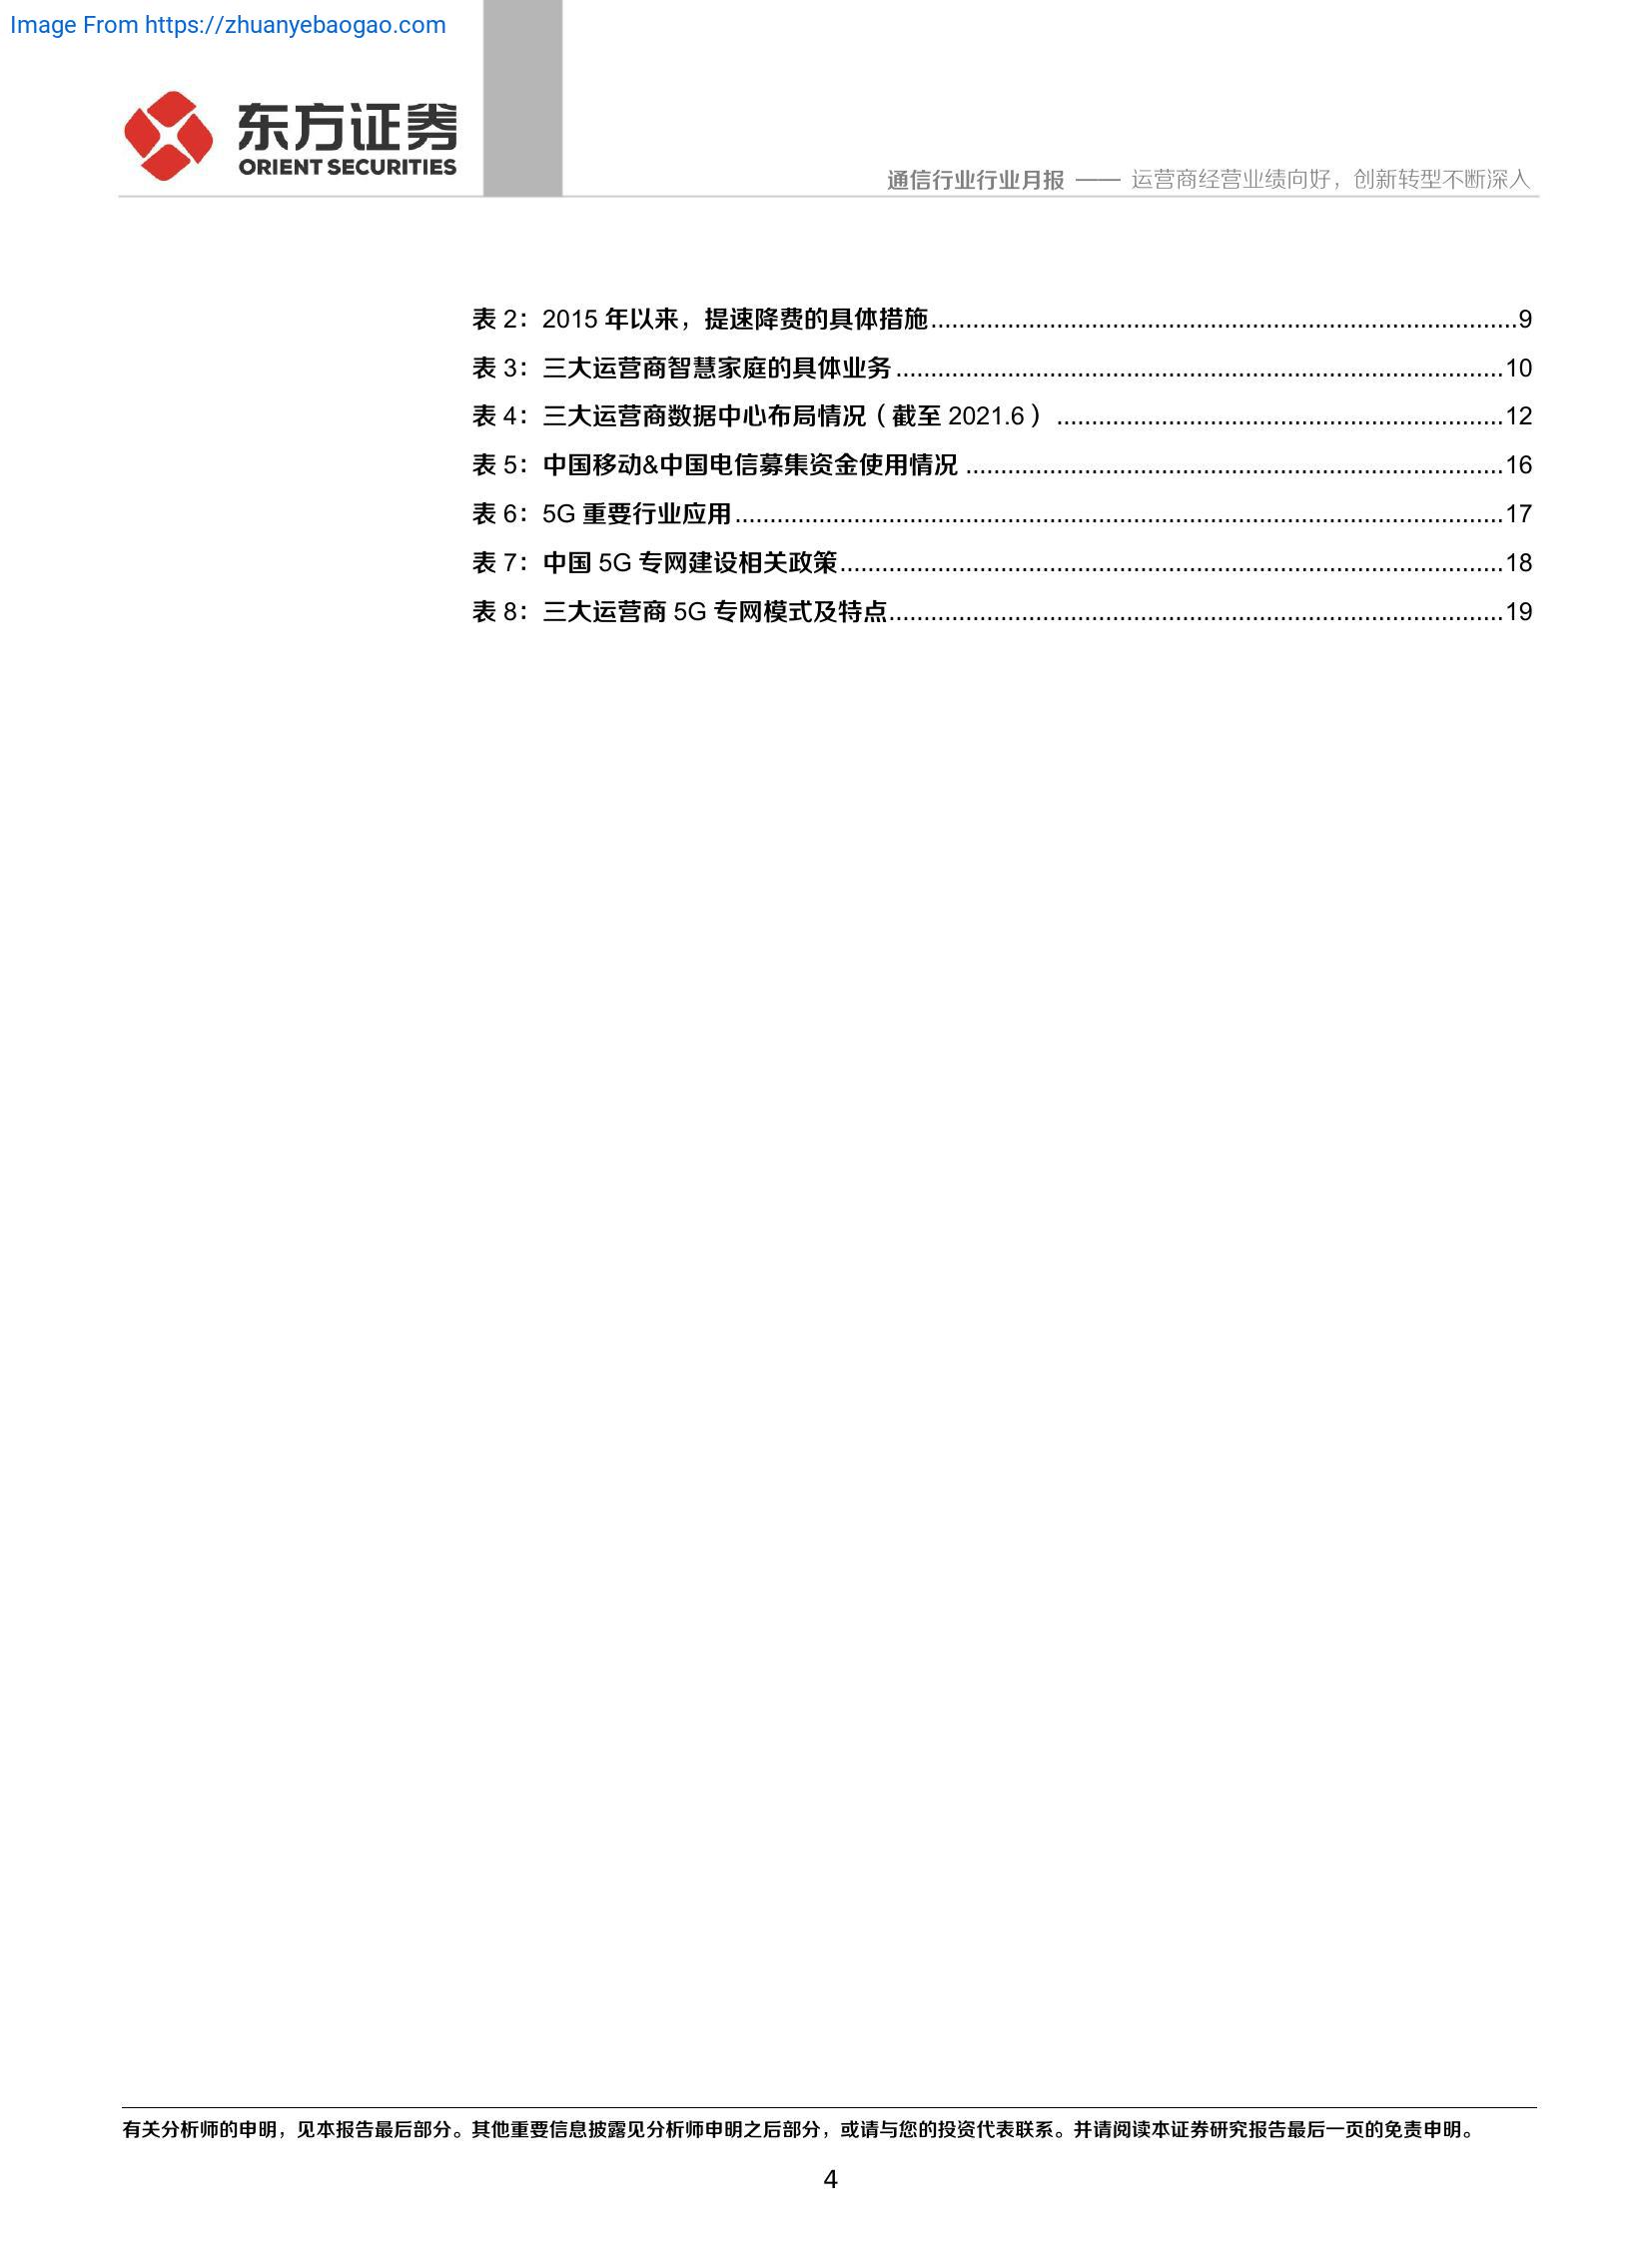 Image From https://zhuanyebaogao.com
东方证券
ORIENT SECURITIES
通信行业行业月报 —— 运营商经营业绩向好，创新转型不断深入
表 2：2015 年以来，提速降费的具体措施....................................................................................9
表 3：三大运营商智慧家庭的具体业务.......................................................................................10
表 4：三大运营商数据中心布局情况（截至 2021.6）................................................................12
表 5：中国移动&中国电信募集资金使用情况.............................................................................16
表 6：5G 重要行业应用..............................................................................................................17
表 7：中国 5G 专网建设相关政策...............................................................................................18
表 8：三大运营商 5G 专网模式及特点........................................................................................19
有关分析师的申明，见本报告最后部分。其他重要信息披露见分析师申明之后部分，或请与您的投资代表联系。并请阅读本证券研究报告最后一页的免责申明。
4